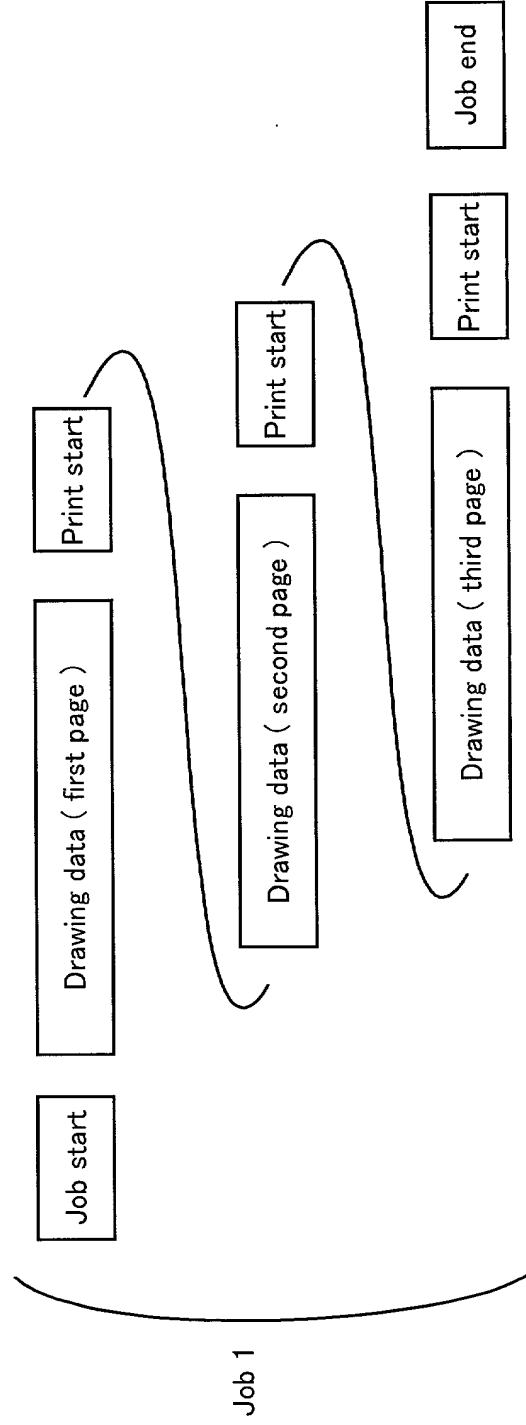 Job 1
Job start
Drawing data ( first page )
Print start
Drawing data ( second page )
Print start
Drawing data ( third page )
Print start
Job end